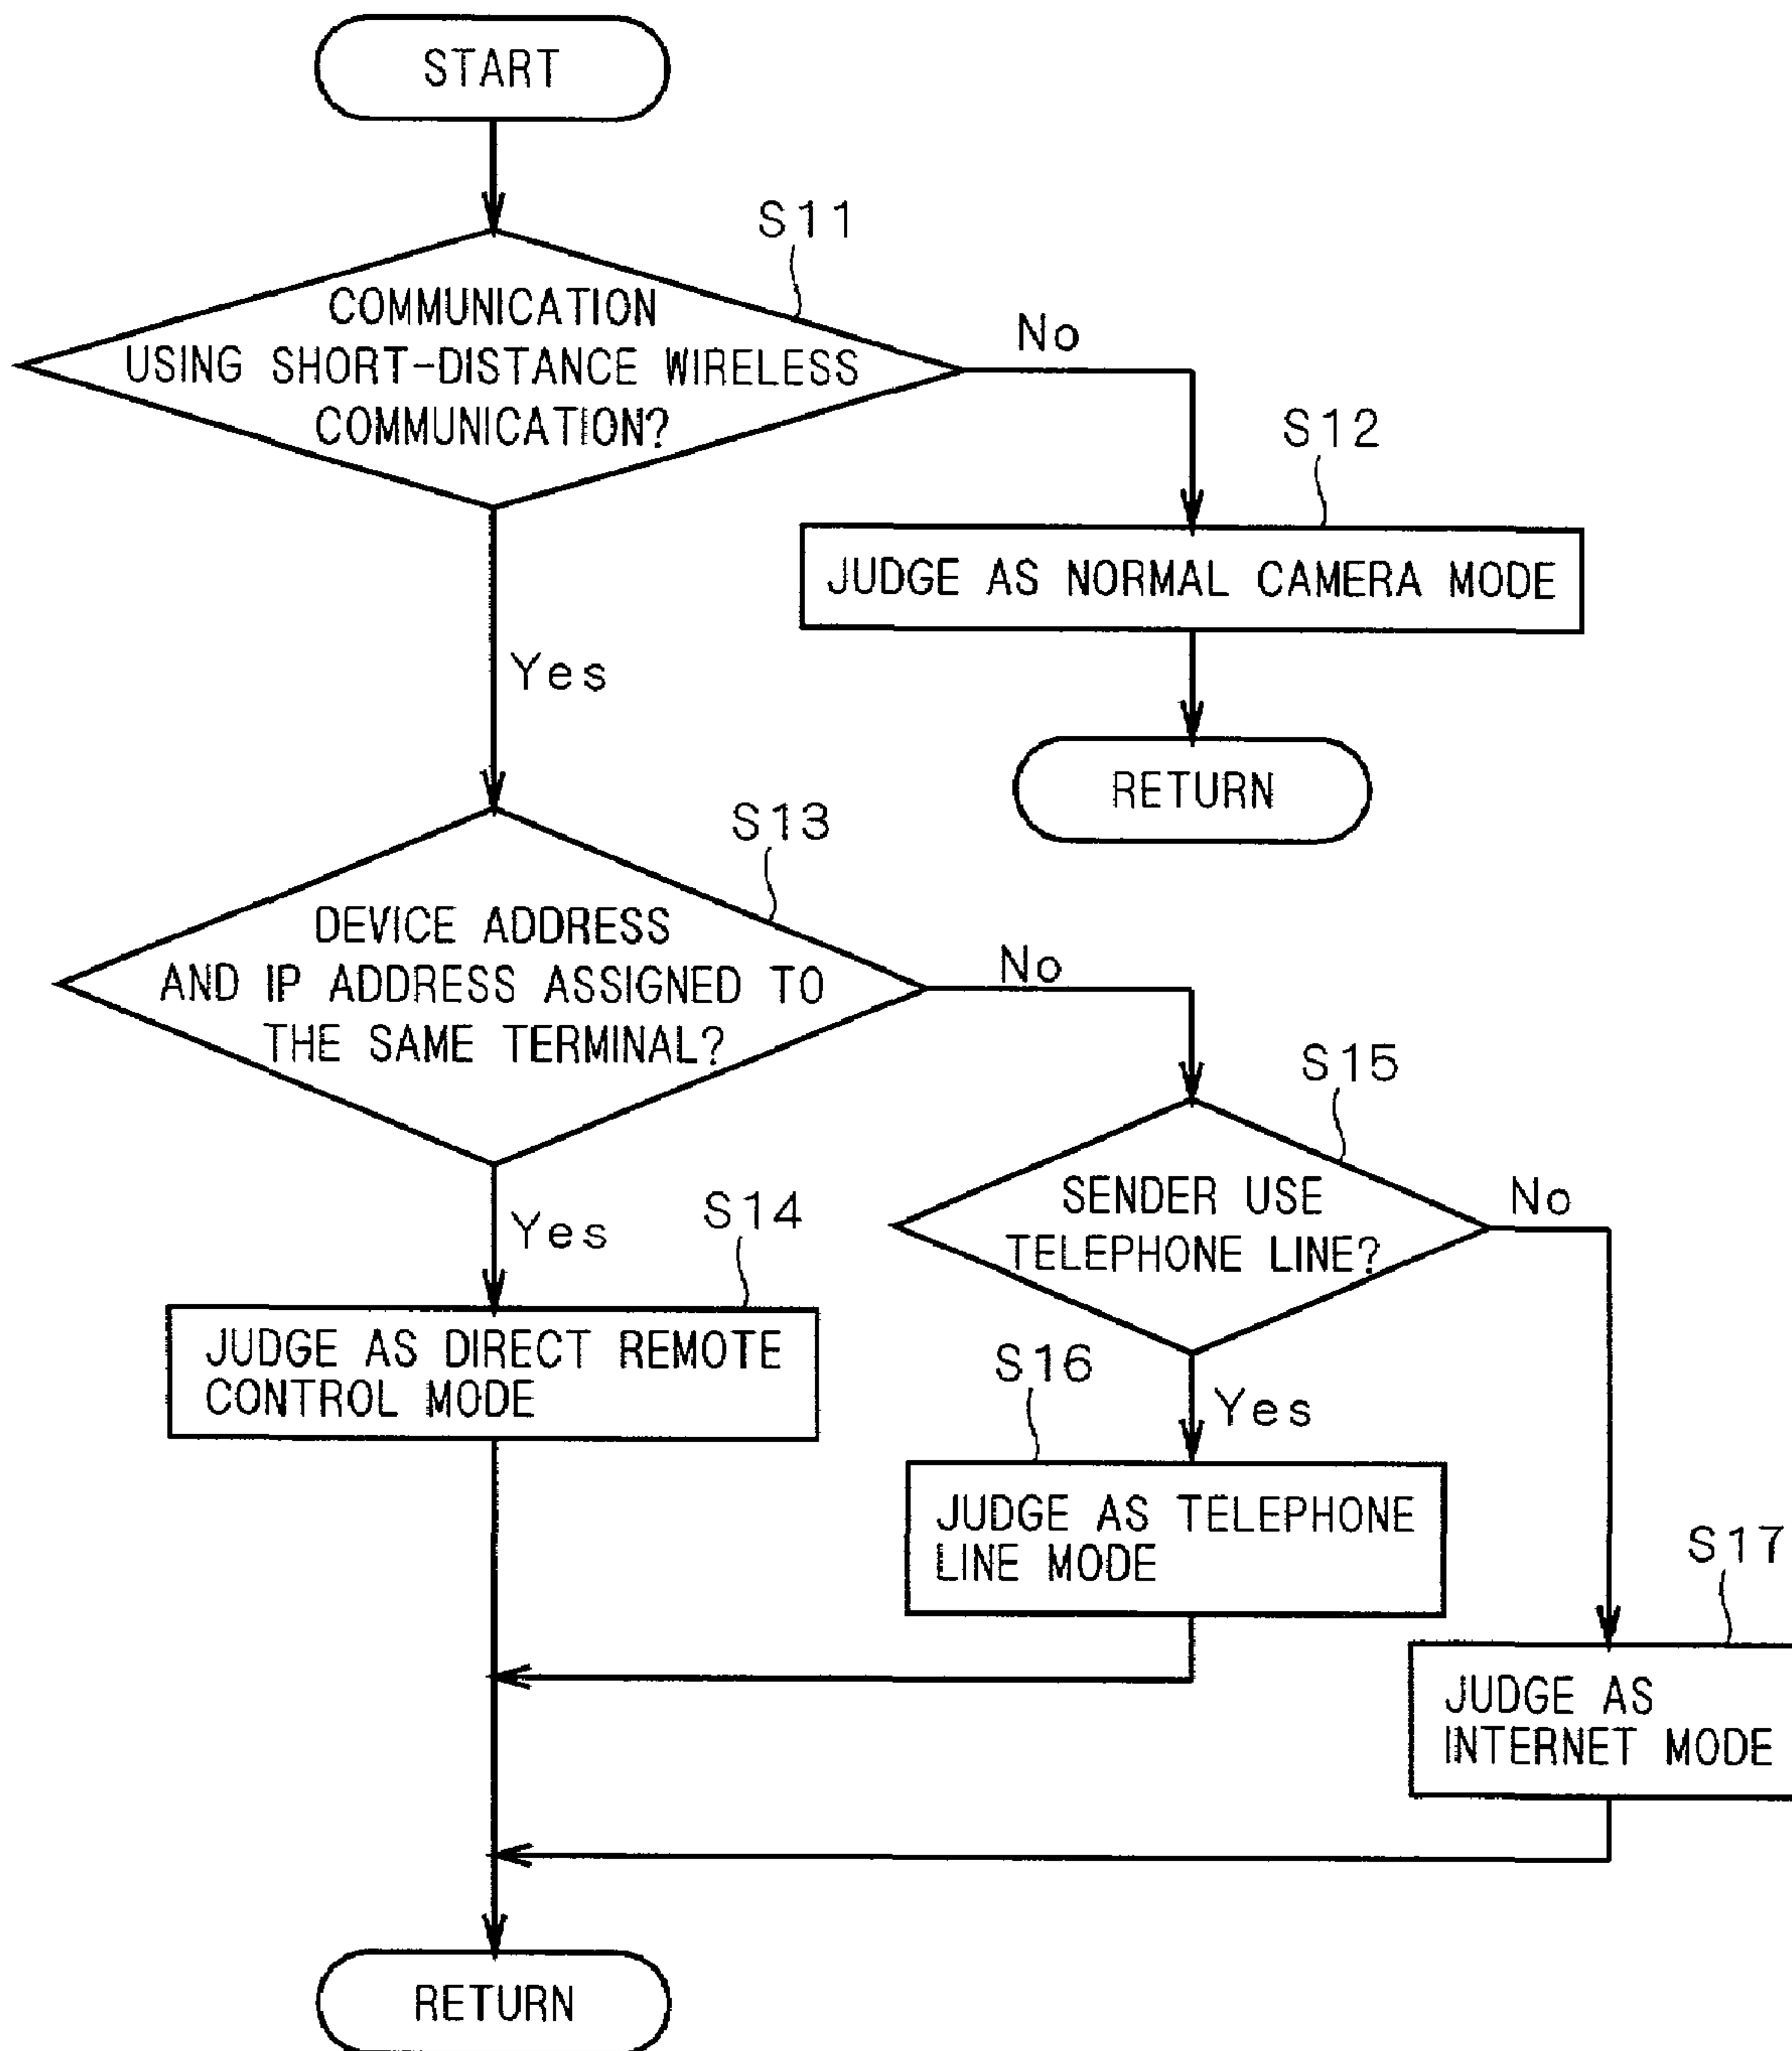 START
S11
COMMUNICATION
USING SHORT-DISTANCE WIRELESS
COMMUNICATION?
No
S12
JUDGE AS NORMAL CAMERA MODE
Yes
RETURN
S13
DEVICE ADDRESS
AND IP ADDRESS ASSIGNED TO
THE SAME TERMINAL?
No
S15
SENDER USE
TELEPHONE LINE?
No
Yes
S14
JUDGE AS DIRECT REMOTE
CONTROL MODE
S16
Yes
JUDGE AS TELEPHONE
LINE MODE
S17
JUDGE AS
INTERNET MODE
RETURN